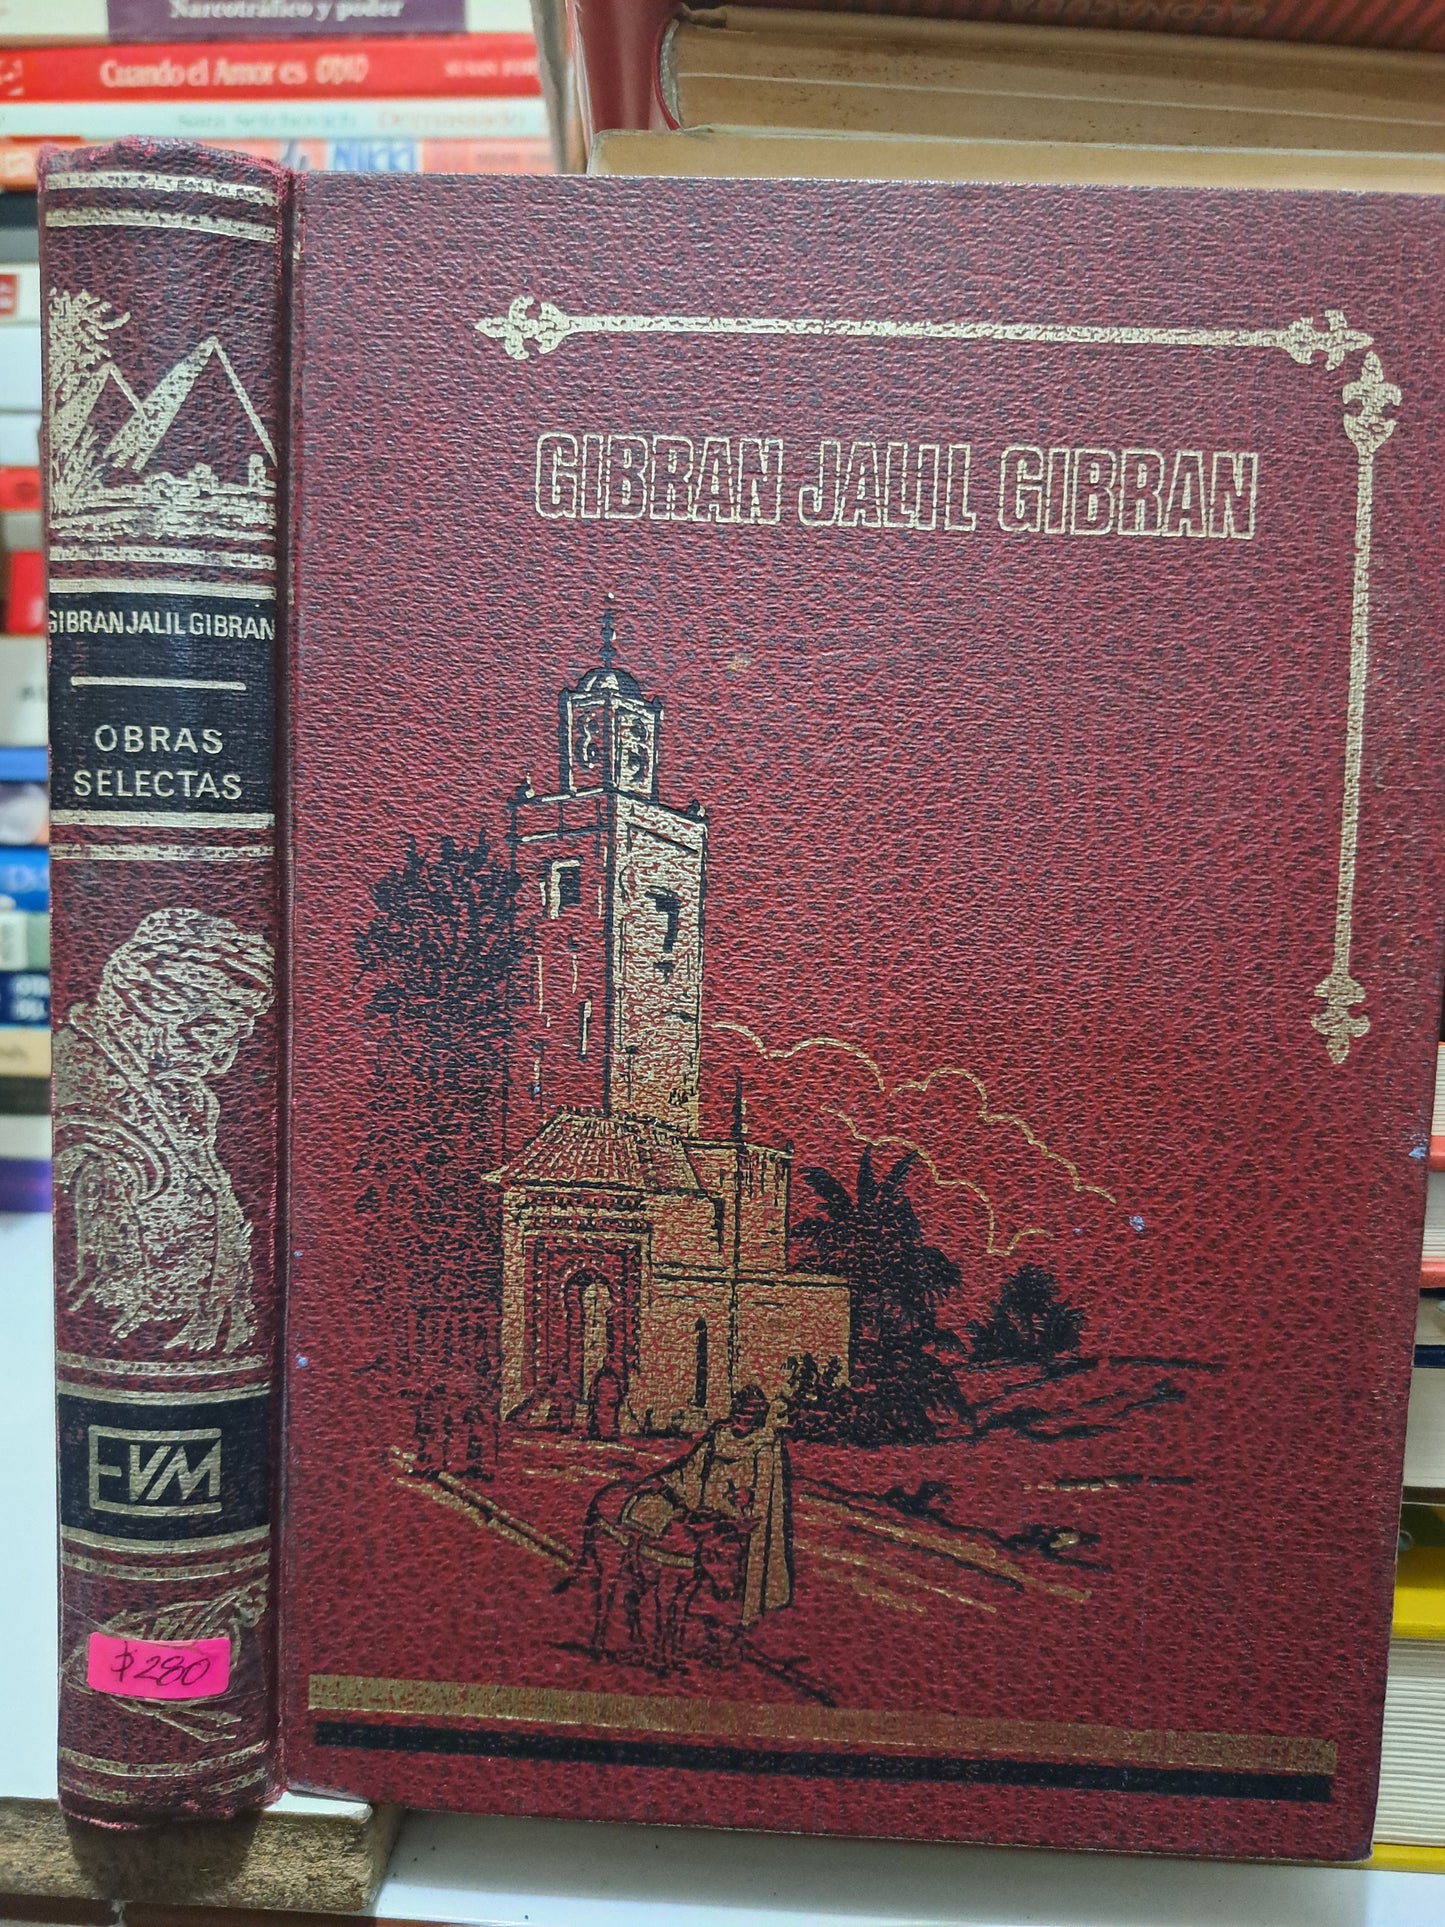 Narcotráfico y poder
Cuando el Amor es ODIO
GIBRAN JALIL GIBRAN
OBRAS
SELECTAS
EVM
$280
GIBRAN JALIL GIBRAN